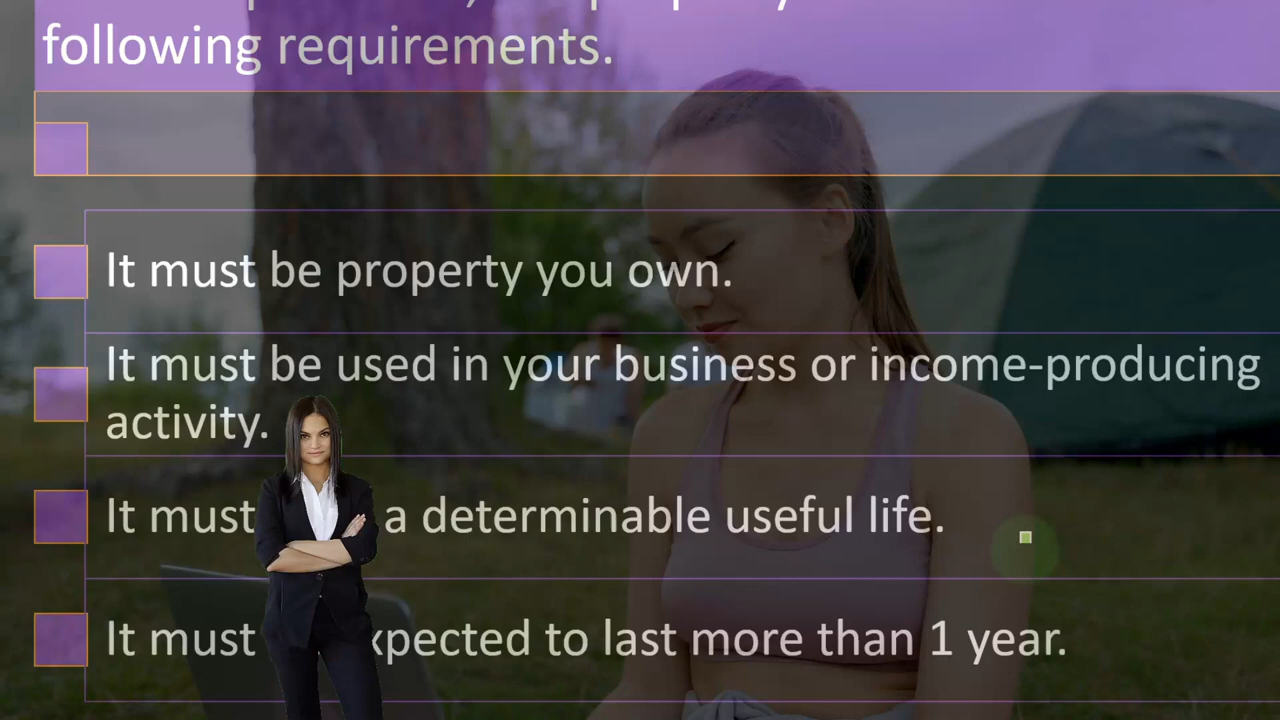 following requirements.
It must be property you own.
It must be used in your business or income-producing
activity.
It must a determinable useful life.
It must to last more than 1 year.